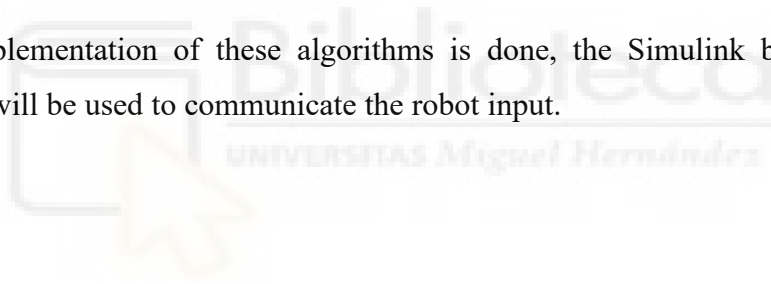 plementation of these algorithms is done, the Simulink b
will be used to communicate the robot input.
Biblioteca
UNIVERSITAS Miguel Hernández